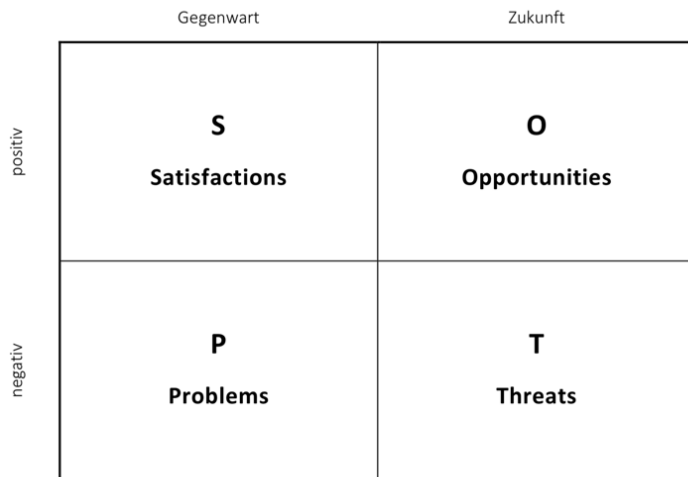 Gegenwart Zukunft
positiv
S O
Satisfactions Opportunities
negativ
P T
Problems Threats